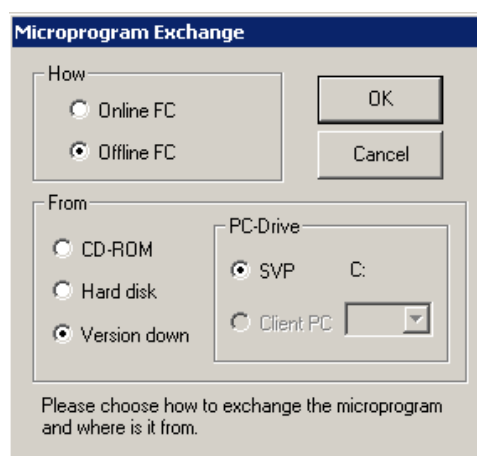 Microprogram Exchange
How
Online FC
Offline FC
OK
Cancel
From
CD-ROM
Hard disk
Version down
PC-Drive
SVP C:
Client PC
Please choose how to exchange the microprogram
and where is it from.